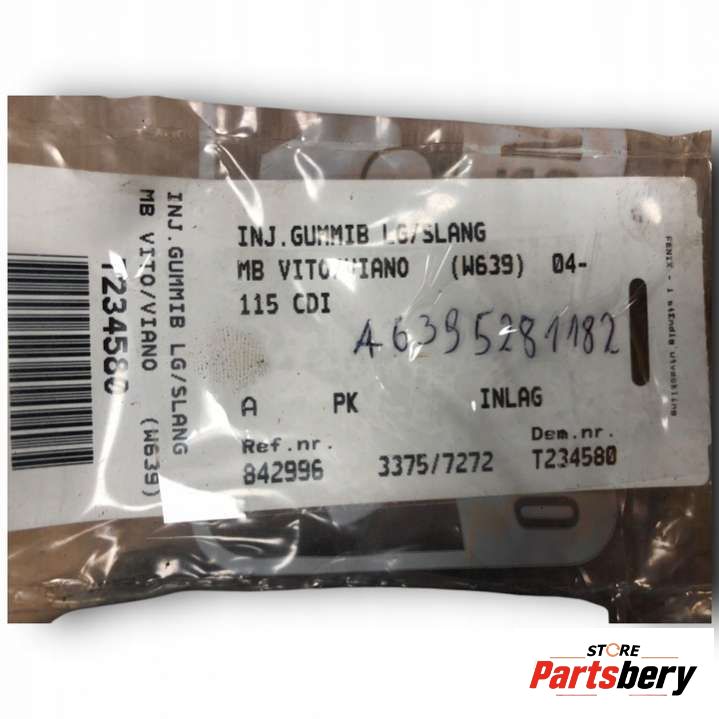 INJ.GUMMIB LG/SLANG
MB VITO/VIANO (W639) 04-
115 CDI
A6395281182
A PK INLAG
Ref.nr. Dem.nr.
842996 3375/7272 T234580
INJ.GUMMIB LG/SLANG
MB VITO/VIANO (W639)
T234580
FENIX
STORE
Partsbery